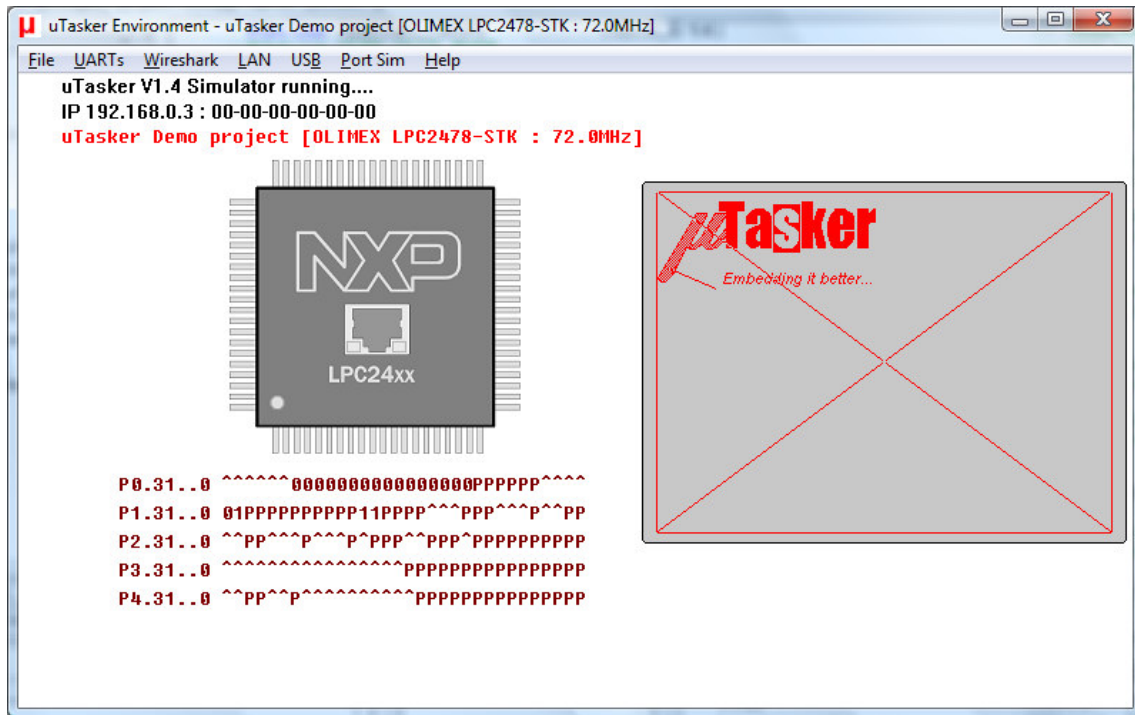 uTasker Environment - uTasker Demo project [OLIMEX LPC2478-STK : 72.0MHz]
File UARTs Wireshark LAN USB Port Sim Help
uTasker V1.4 Simulator running....
IP 192.168.0.3 : 00-00-00-00-00-00
uTasker Demo project [OLIMEX LPC2478-STK : 72.0MHz]
NXP
LPC24xx
µTasker
Embedding it better...
P0.31..0 ^^^^^^0000000000000000PPPPPP^^^^
P1.31..0 01PPPPPPPPPP11PPPP^^^PPP^^^P^^PP
P2.31..0 ^^PP^^^P^^^P^PPP^^PPP^PPPPPPPPPP
P3.31..0 ^^^^^^^^^^^^^^^^PPPPPPPPPPPPPPPP
P4.31..0 ^^PP^^P^^^^^^^^^^PPPPPPPPPPPPPPP